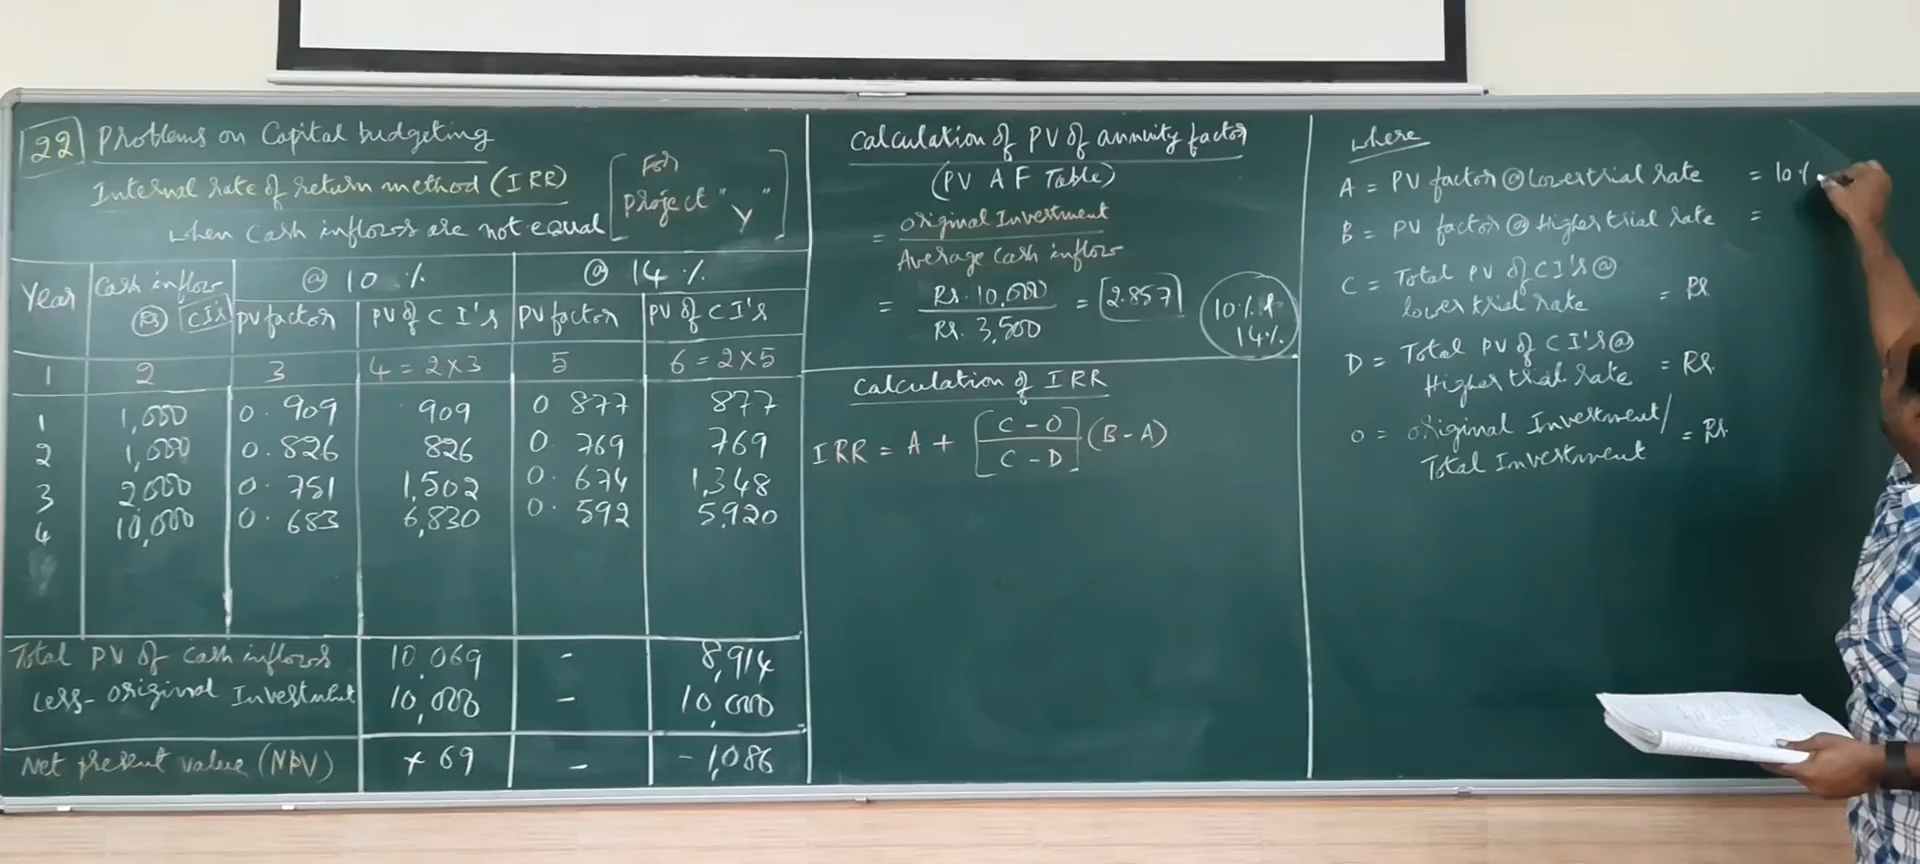 22 Problems on Capital budgeting
Internal rate of return method (IRR)
When Cash inflows are not equal
[For Project "Y"]
Year | Cash inflow Rs CI's | @ 10 % | @ 14 %
PV factor | PV of C I's | PV factor | PV of C I's
1 | 2 | 3 | 4 = 2 x 3 | 5 | 6 = 2 x 5
1 | 1,000 | 0.909 | 909 | 0.877 | 877
2 | 1,000 | 0.826 | 826 | 0.769 | 769
3 | 2,000 | 0.751 | 1,502 | 0.674 | 1,348
4 | 10,000 | 0.683 | 6,830 | 0.592 | 5,920
Total PV of Cash inflows | 10,069 | - | 8,914
Less - Original Investment | 10,000 | - | 10,000
Net present value (NPV) | + 69 | - | - 1,086
Calculation of PV of annuity factor
(PV A F Table)
= Original Investment
Average Cash inflow
= Rs. 10,000 = 2.857
Rs. 3,500
10% &
14%
Calculation of IRR
IRR = A + [C - O / C - D] (B - A)
Where
A = PV factor @ Lower trial rate = 10%
B = PV factor @ Higher trial rate =
C = Total PV of CI's @
lower trial rate = Rs
D = Total PV of C I's @
Higher trial rate = Rs.
O = Original Investment/
Total Investment = Rs.